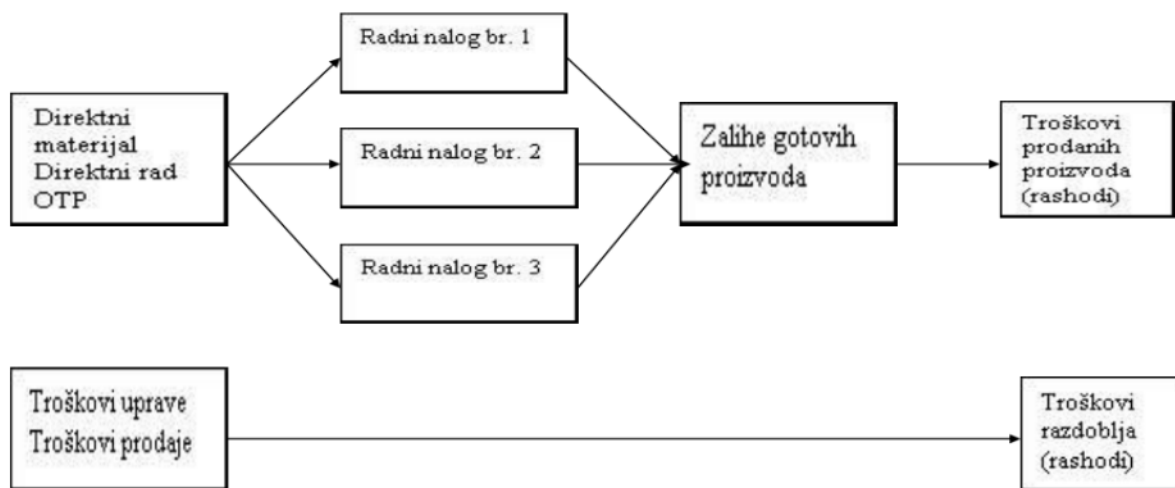 Direktni
materijal
Direktni rad
OTP
Radni nalog br. 1
Radni nalog br. 2
Radni nalog br. 3
Zalihe gotovih
proizvoda
Troškovi
prodanih
proizvoda
(rashodi)
Troškovi uprave
Troškovi prodaje
Troškovi
razdoblja
(rashodi)